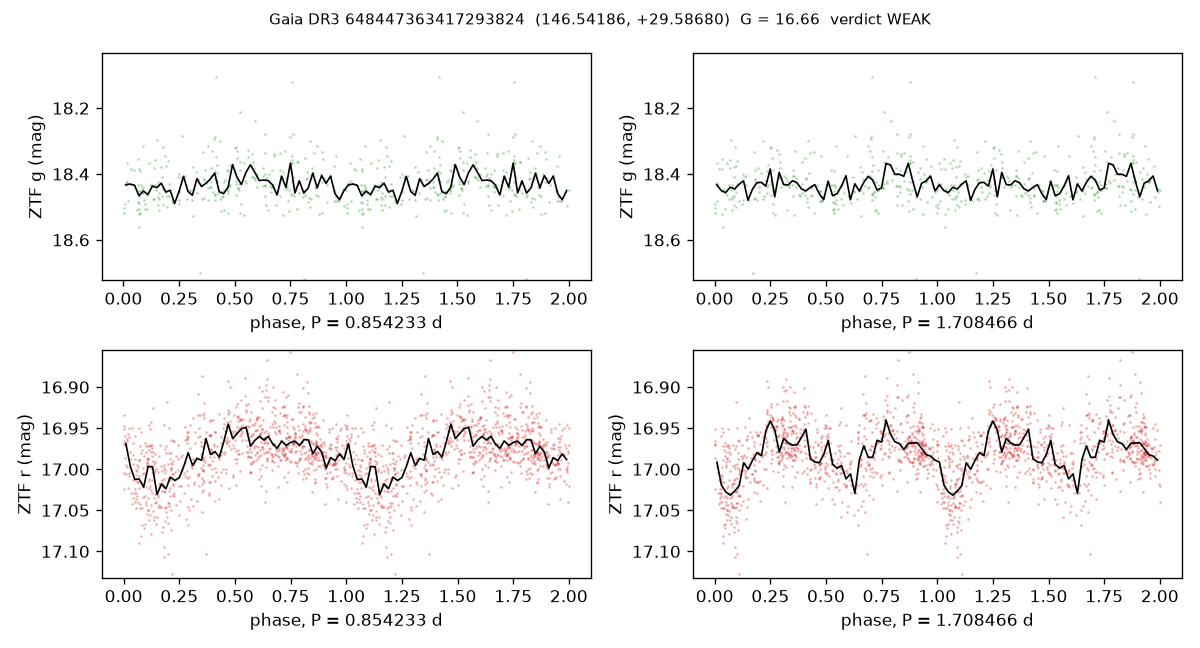 Gaia DR3 648447363417293824  (146.54186, +29.58680)  G = 16.66  verdict WEAK
ZTF g (mag)
18.2
18.4
18.6
0.00 0.25 0.50 0.75 1.00 1.25 1.50 1.75 2.00
phase, P = 0.854233 d
ZTF g (mag)
18.2
18.4
18.6
0.00 0.25 0.50 0.75 1.00 1.25 1.50 1.75 2.00
phase, P = 1.708466 d
ZTF r (mag)
16.90
16.95
17.00
17.05
17.10
0.00 0.25 0.50 0.75 1.00 1.25 1.50 1.75 2.00
phase, P = 0.854233 d
ZTF r (mag)
16.90
16.95
17.00
17.05
17.10
0.00 0.25 0.50 0.75 1.00 1.25 1.50 1.75 2.00
phase, P = 1.708466 d